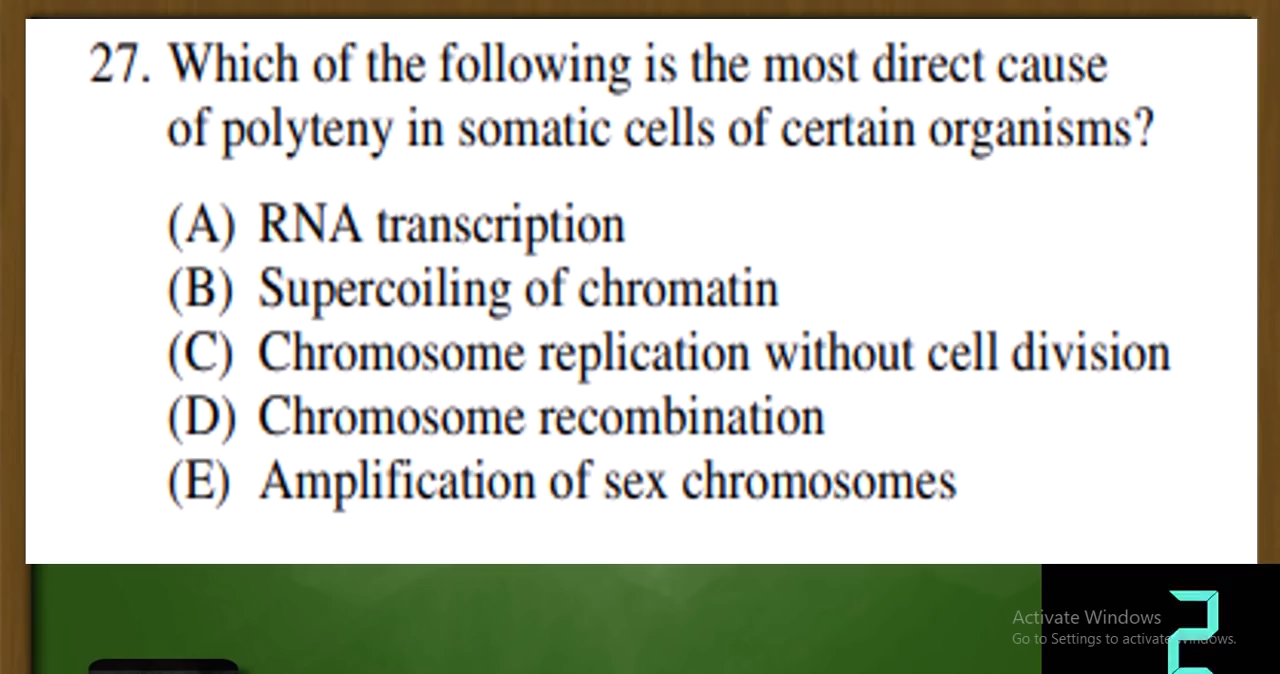 27. Which of the following is the most direct cause
of polyteny in somatic cells of certain organisms?
(A) RNA transcription
(B) Supercoiling of chromatin
(C) Chromosome replication without cell division
(D) Chromosome recombination
(E) Amplification of sex chromosomes
Activate Windows
Go to Settings to activate Windows.
2